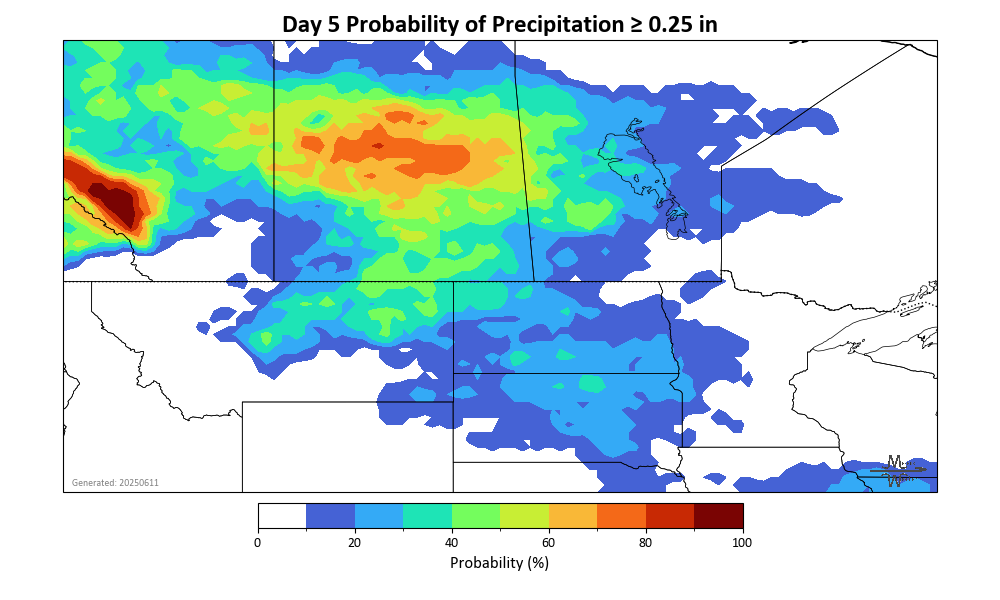 Day 5 Probability of Precipitation ≥ 0.25 in
Generated: 20250611
0 20 40 60 80 100
Probability (%)